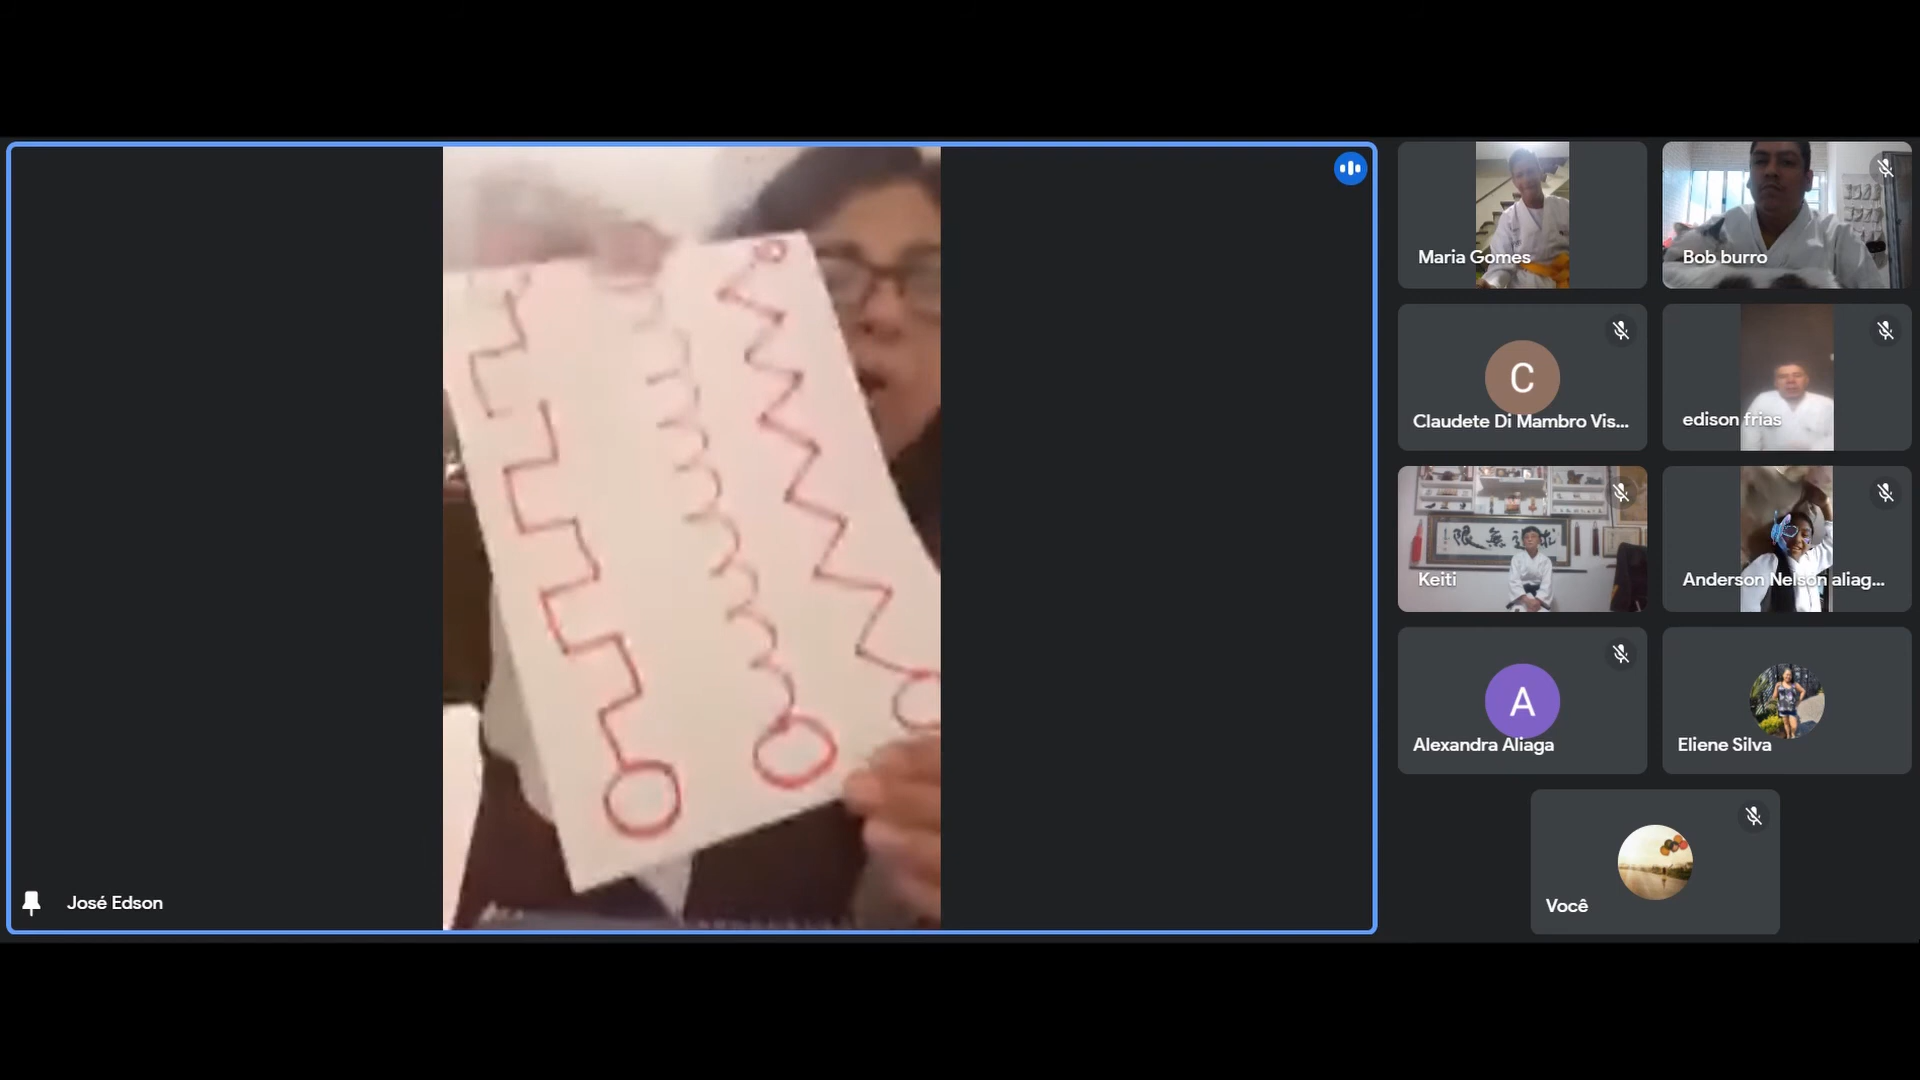 José Edson
Maria Gomes
Bob burro
C
Claudete Di Mambro Vis...
edison frias
Keiti
Anderson Nelson aliag...
A
Alexandra Aliaga
Eliene Silva
Você